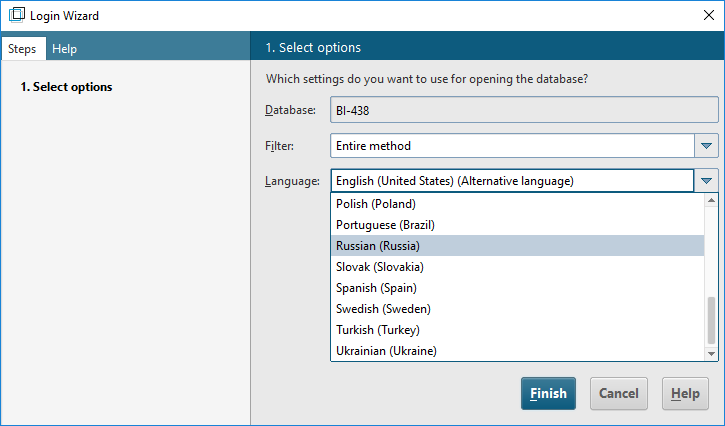 Login Wizard
Steps Help
1. Select options
1. Select options
Which settings do you want to use for opening the database?
Database: BI-438
Filter: Entire method
Language: English (United States) (Alternative language)
Polish (Poland)
Portuguese (Brazil)
Russian (Russia)
Slovak (Slovakia)
Spanish (Spain)
Swedish (Sweden)
Turkish (Turkey)
Ukrainian (Ukraine)
Finish Cancel Help